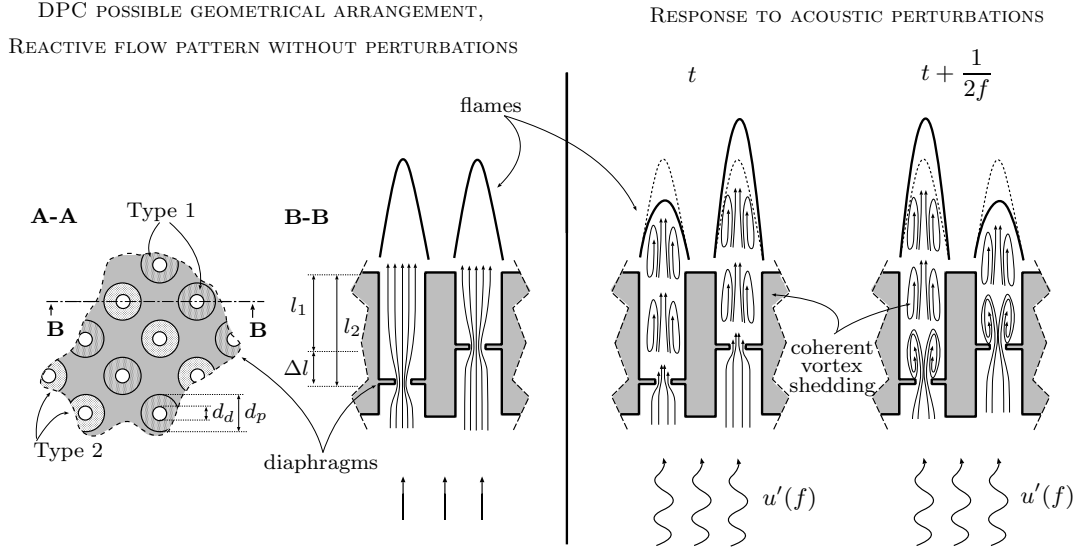 DPC POSSIBLE GEOMETRICAL ARRANGEMENT,
REACTIVE FLOW PATTERN WITHOUT PERTURBATIONS
RESPONSE TO ACOUSTIC PERTURBATIONS
t
t + 1/2f
flames
A-A
Type 1
B-B
B
B
l₁
l₂
Δl
d_d
d_p
Type 2
diaphragms
coherent
vortex
shedding
u′(f)
u′(f)